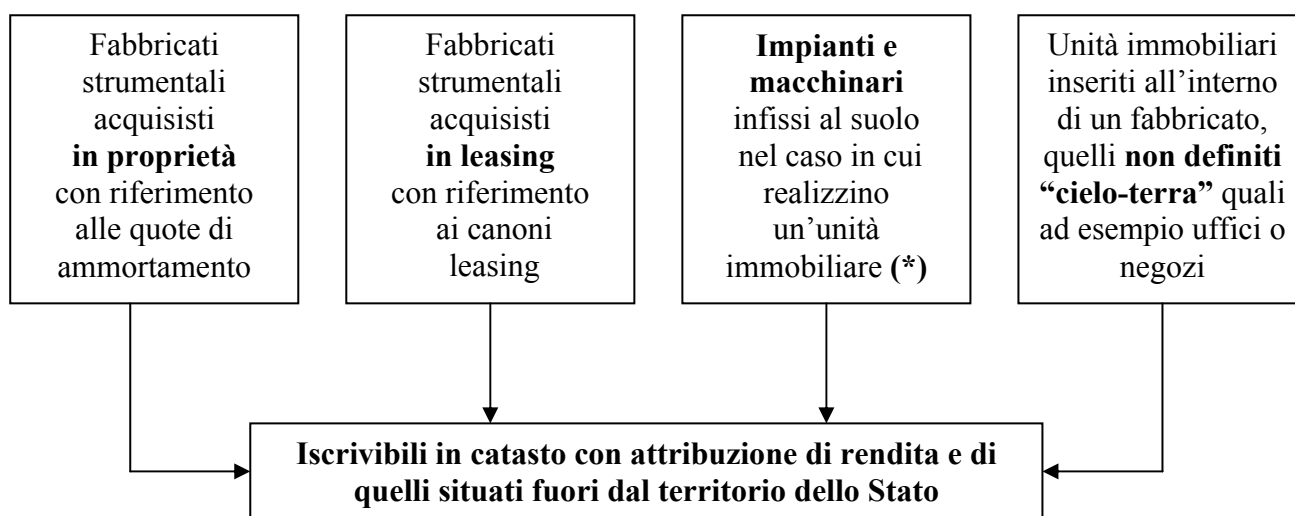 Fabbricati
strumentali
acquisisti
in proprietà
con riferimento
alle quote di
ammortamento
Fabbricati
strumentali
acquisisti
in leasing
con riferimento
ai canoni
leasing
Impianti e
macchinari
infissi al suolo
nel caso in cui
realizzino
un’unità
immobiliare (*)
Unità immobiliari
inseriti all’interno
di un fabbricato,
quelli non definiti
“cielo-terra” quali
ad esempio uffici o
negozi
Iscrivibili in catasto con attribuzione di rendita e di
quelli situati fuori dal territorio dello Stato